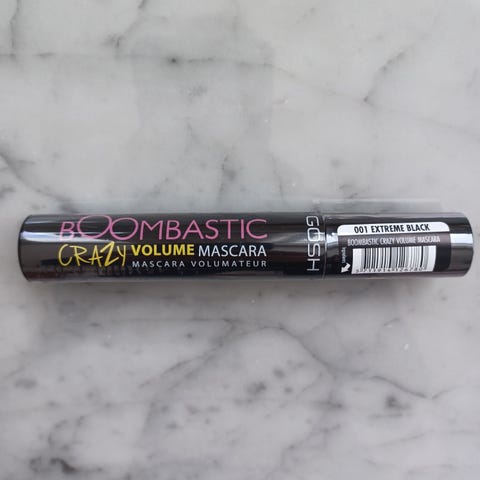 BOOMBASTIC
CRAZY VOLUME MASCARA
MASCARA VOLUMATEUR
GOSH
001 EXTREME BLACK
BOOMBASTIC CRAZY VOLUME MASCARA